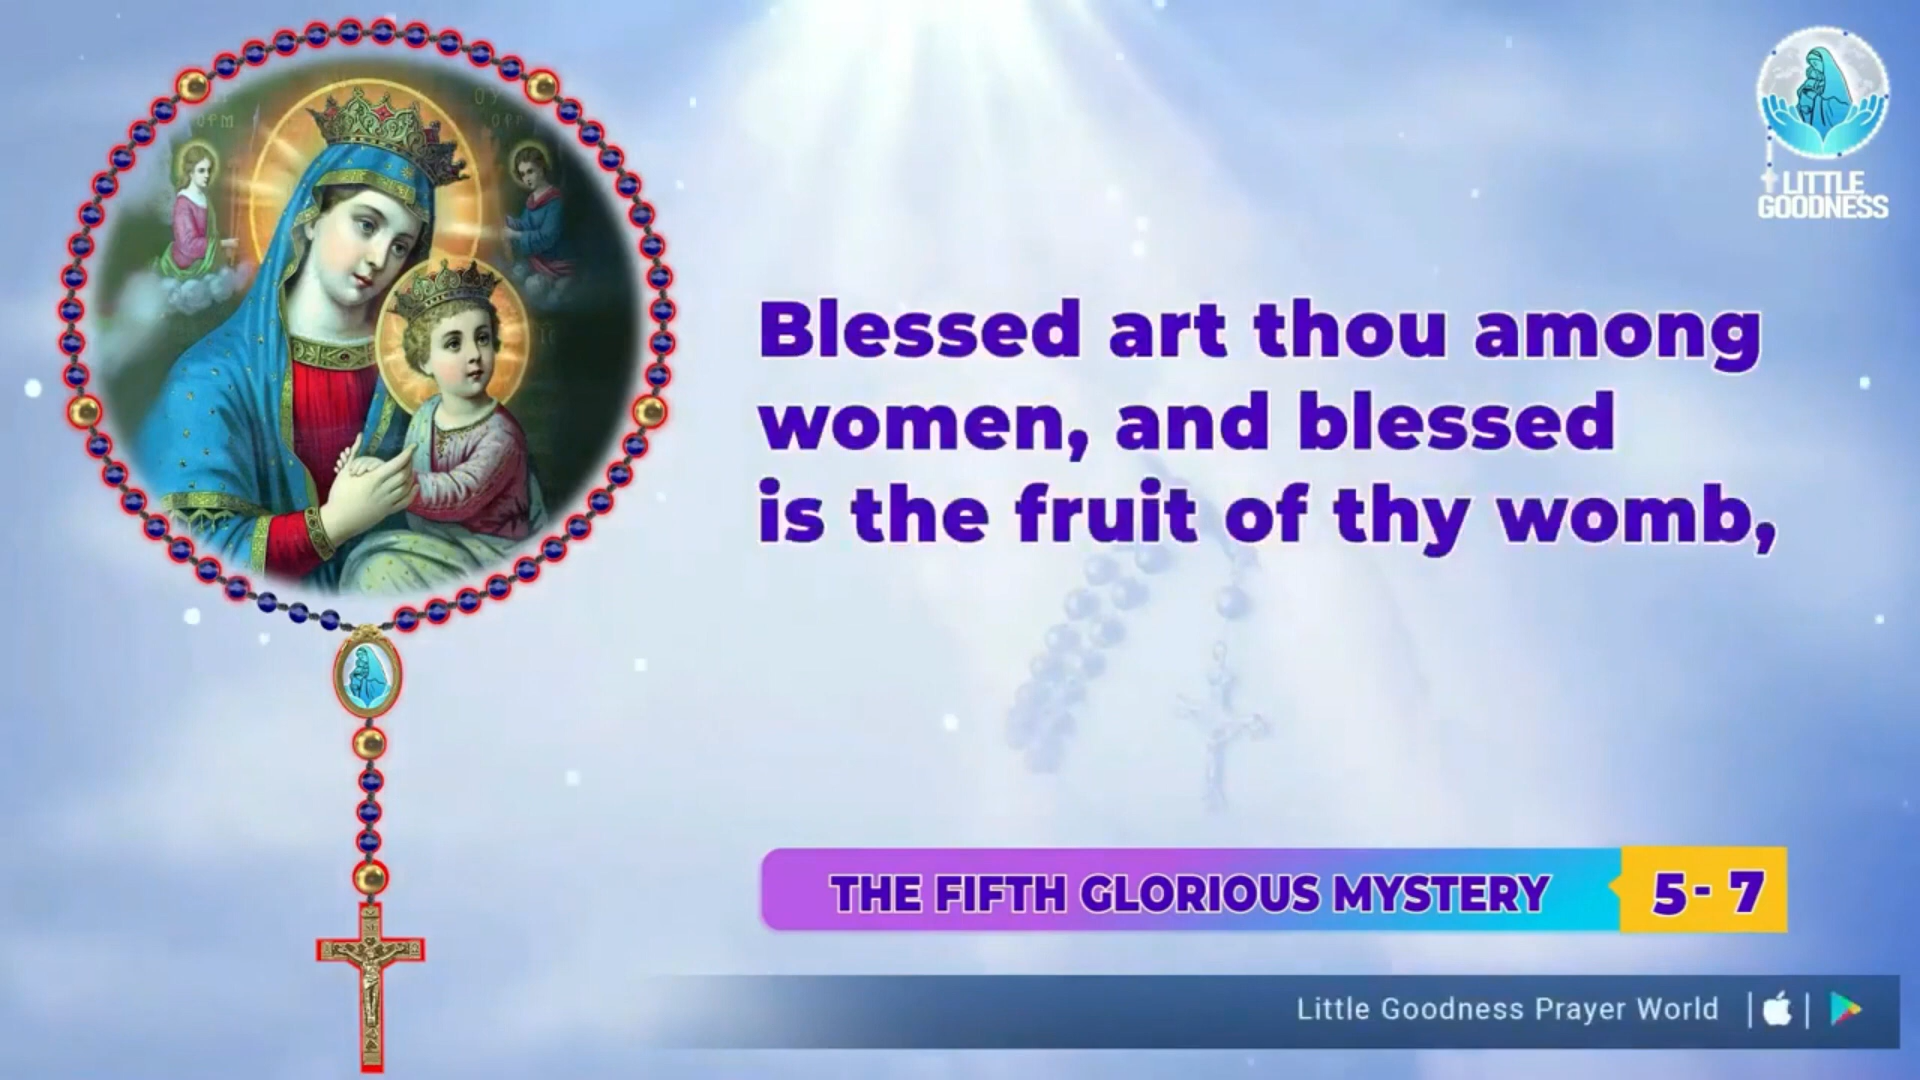 LITTLE
GOODNESS
Blessed art thou among
women, and blessed
is the fruit of thy womb,
THE FIFTH GLORIOUS MYSTERY 5- 7
Little Goodness Prayer World